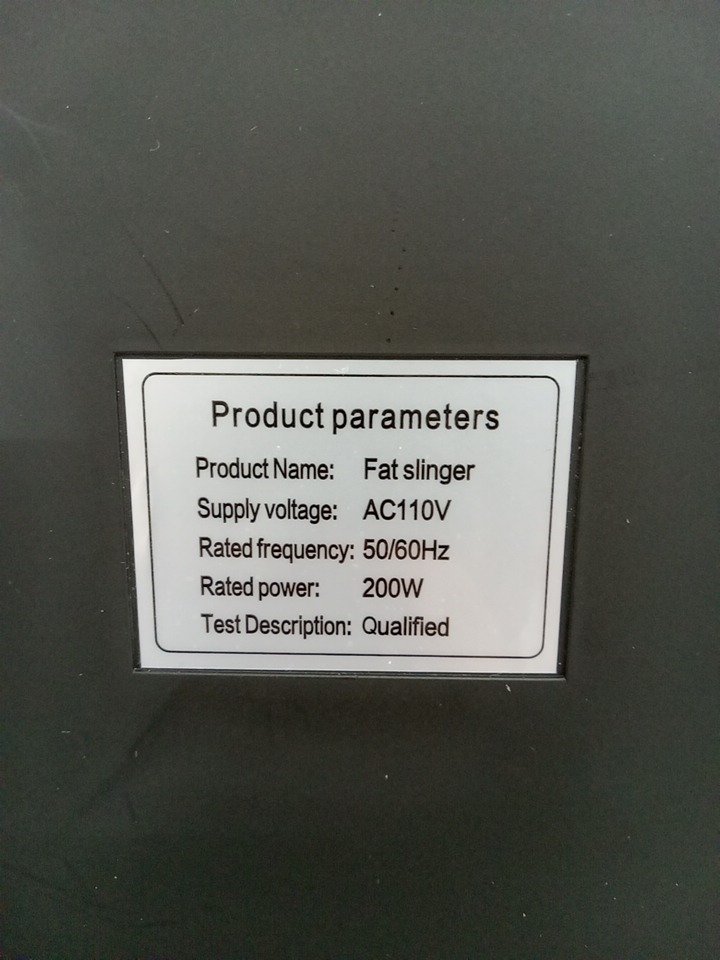 Product parameters
Product Name: Fat slinger
Supply voltage: AC110V
Rated frequency: 50/60Hz
Rated power: 200W
Test Description: Qualified